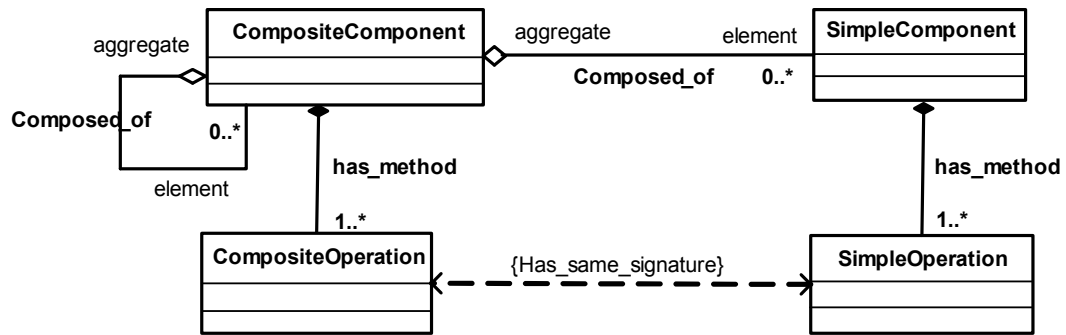 CompositeComponent
aggregate
SimpleComponent
element
aggregate
Composed_of
0..*
Composed_of
0..*
element
has_method
has_method
1..*
1..*
CompositeOperation
{Has_same_signature}
SimpleOperation